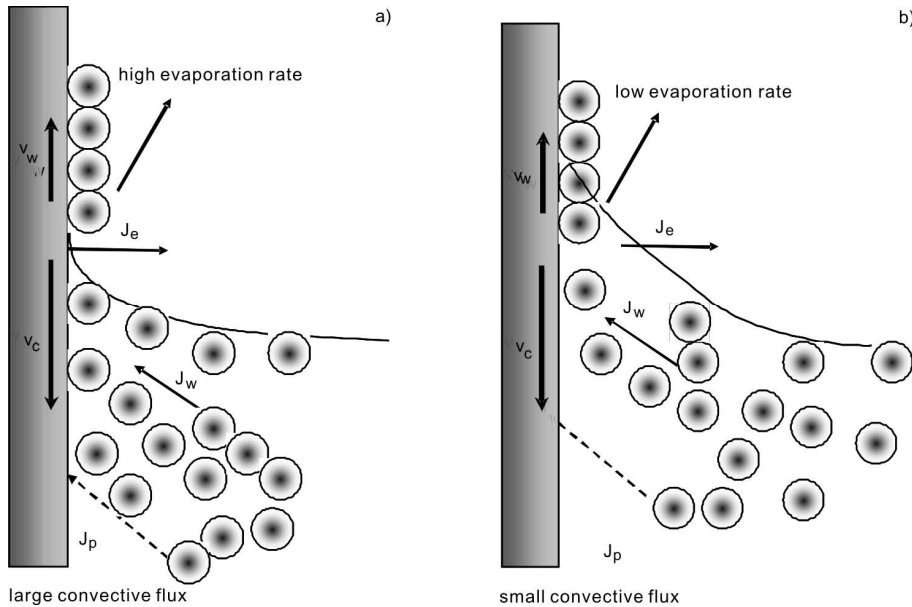 a)
high evaporation rate
v_w
J_e
v_c
J_w
J_p
large convective flux
b)
low evaporation rate
v_w
J_e
J_w
v_c
J_p
small convective flux